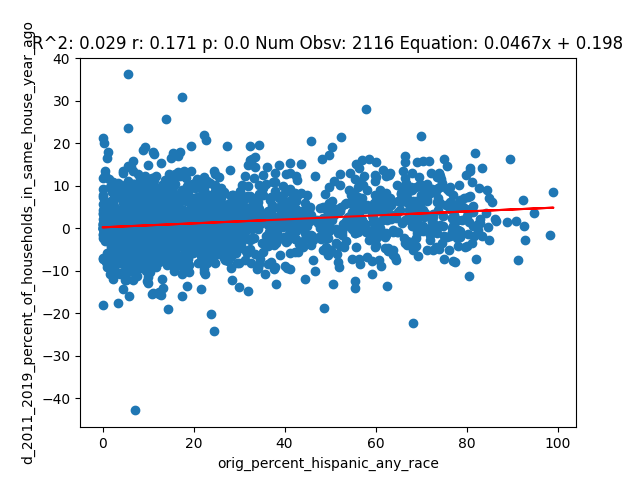 R^2: 0.029 r: 0.171 p: 0.0 Num Obsv: 2116 Equation: 0.0467x + 0.198
d_2011_2019_percent_of_households_in_same_house_year_ago
40
30
20
10
0
−10
−20
−30
−40
0 20 40 60 80 100
orig_percent_hispanic_any_race